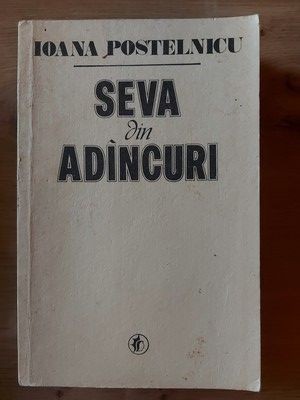 IOANA POSTELNICU
SEVA
din
ADÎNCURI